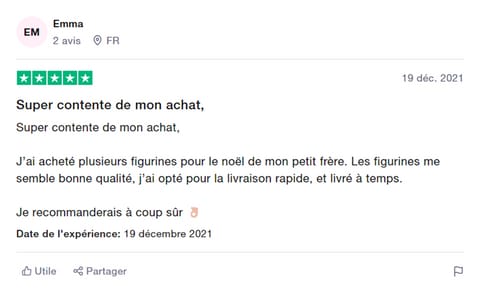 EM
Emma
2 avis FR
19 déc. 2021
Super contente de mon achat,
Super contente de mon achat,
J'ai acheté plusieurs figurines pour le noël de mon petit frère. Les figurines me
semble bonne qualité, j'ai opté pour la livraison rapide, et livré à temps.
Je recommanderais à coup sûr 👌🏻
Date de l'expérience: 19 décembre 2021
Utile Partager